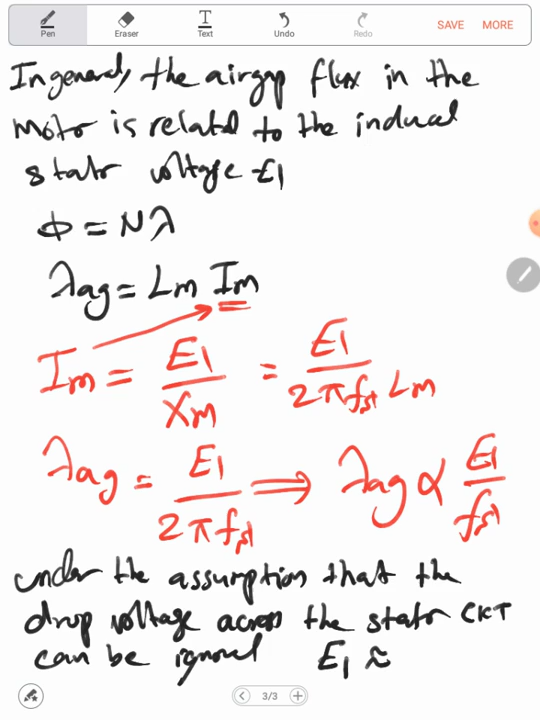 Pen
Eraser
Text
Undo
Redo
SAVE
MORE
In general, the airgap flux in the
motor is related to the induced
stator voltage E1
Φ = Nλ
λag = Lm Im
Im = E1 / Xm = E1 / 2πfst Lm
λag = E1 / 2πfst ⟹ λag ∝ E1 / fst
under the assumption that the
drop voltage across the stator CKT
can be ignored E1 ≈
3/3